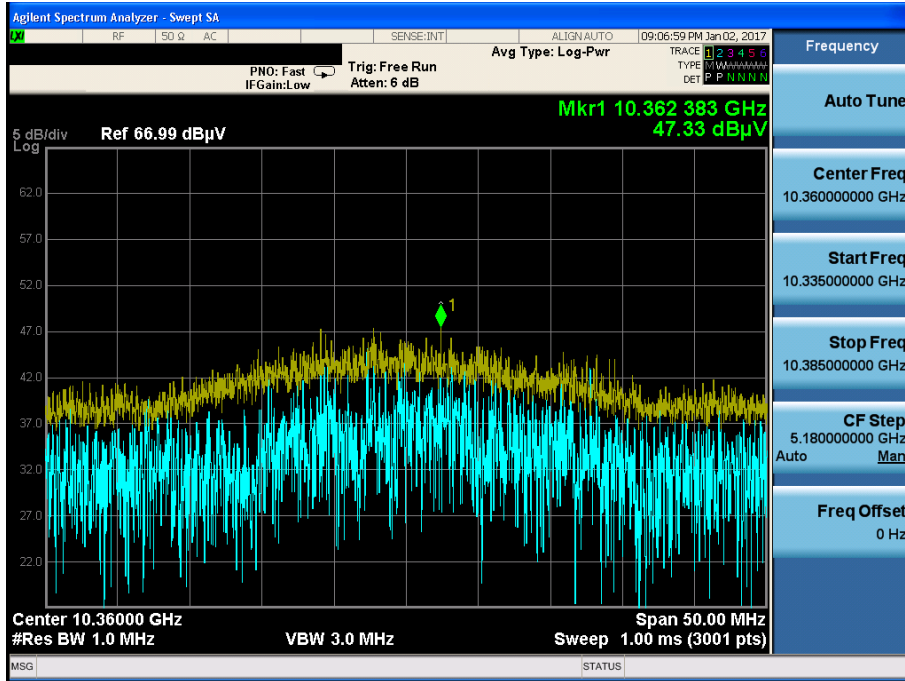 Agilent Spectrum Analyzer - Swept SA
LXI RF 50 Ω AC SENSE:INT ALIGN AUTO 09:06:59 PM Jan 02, 2017
Frequency
Avg Type: Log-Pwr
TRACE 1 2 3 4 5 6
PNO: Fast Trig: Free Run
TYPE M W W W W W
IFGain:Low Atten: 6 dB
DET P P N N N N
Auto Tune
Mkr1 10.362 383 GHz
47.33 dBµV
5 dB/div Ref 66.99 dBµV
Log
Center Freq
10.360000000 GHz
62.0
57.0
Start Freq
10.335000000 GHz
52.0
1
47.0
Stop Freq
10.385000000 GHz
42.0
37.0
CF Step
5.180000000 GHz
Auto Man
32.0
27.0
Freq Offset
0 Hz
22.0
Center 10.36000 GHz Span 50.00 MHz
#Res BW 1.0 MHz VBW 3.0 MHz Sweep 1.00 ms (3001 pts)
MSG STATUS